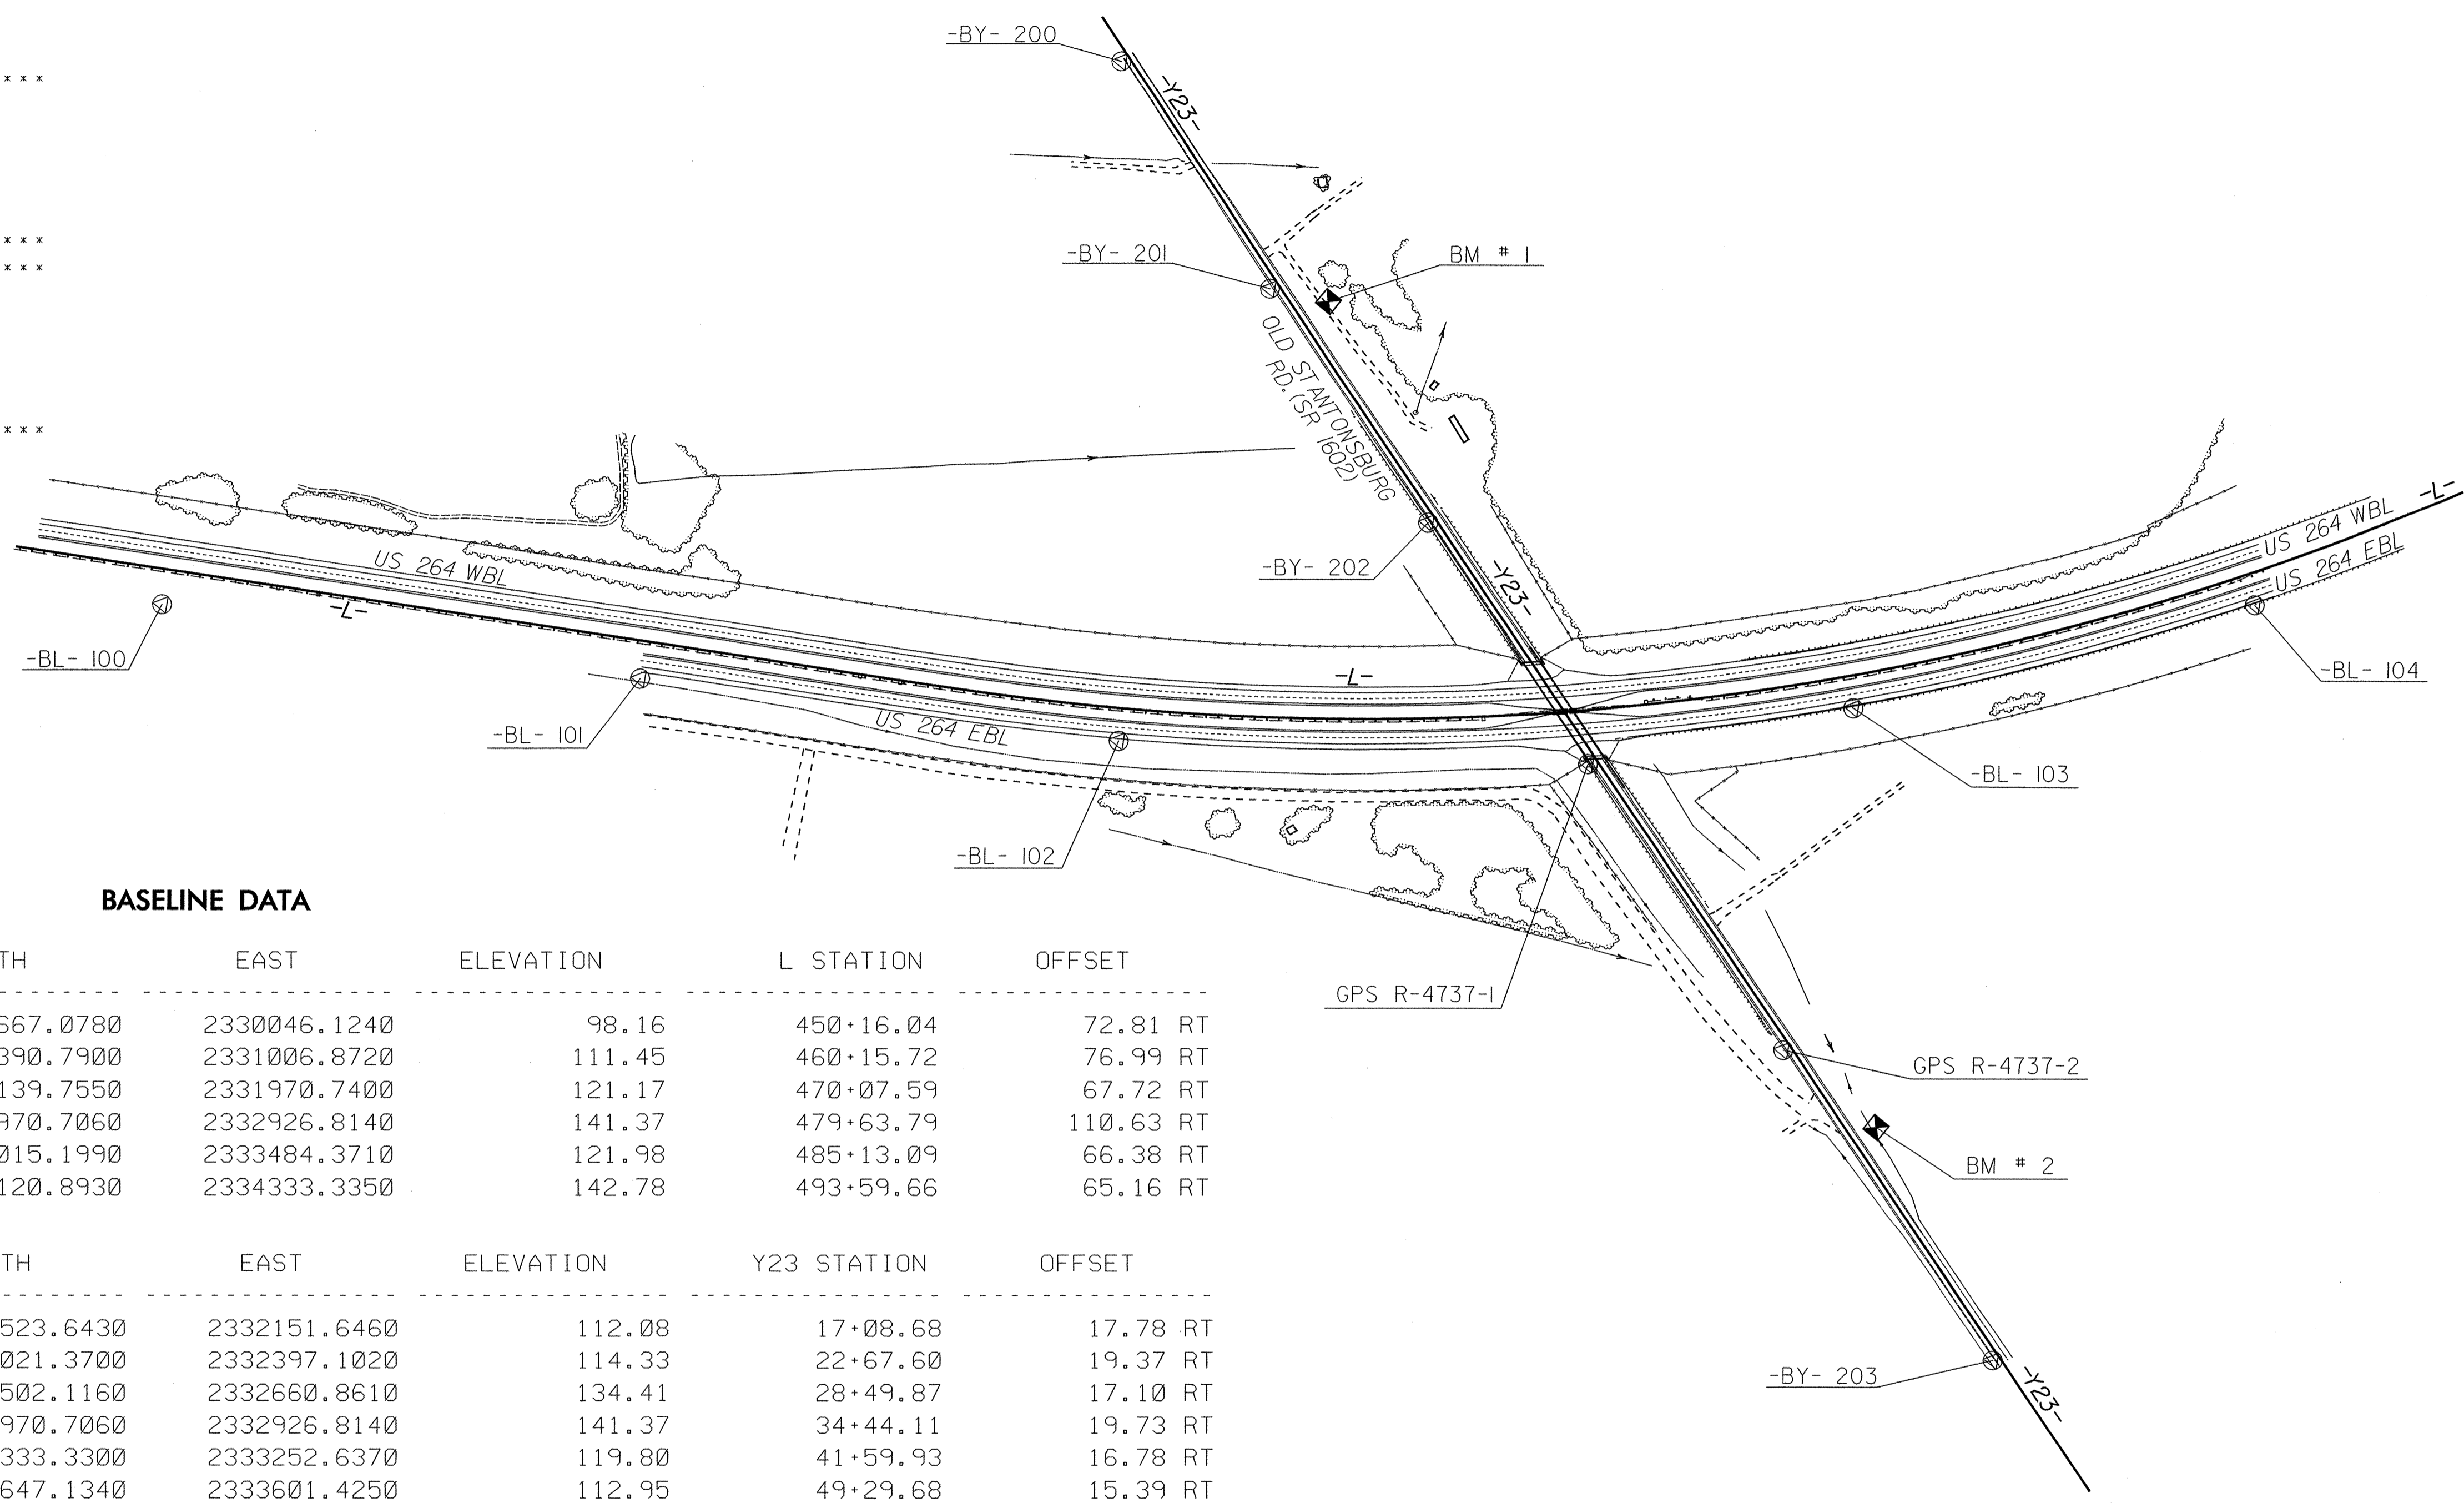 -BY- 200
* * *
-Y23-
* * *
-BY- 201
BM # 1
* * *
OLD STANTONSBURG
RD. (SR 1602)
* * *
-L-
US 264 WBL
US 264 EBL
US 264 WBL
-BY- 202
-Y23-
-L-
-BL- 100
-L-
-BL- 104
-BL- 101
US 264 EBL
-BL- 103
-BL- 102
BASELINE DATA
TH EAST ELEVATION L STATION OFFSET
667.0780 2330046.1240 98.16 450+16.04 72.81 RT
390.7900 2331006.8720 111.45 460+15.72 76.99 RT
139.7550 2331970.7400 121.17 470+07.59 67.72 RT
970.7060 2332926.8140 141.37 479+63.79 110.63 RT
015.1990 2333484.3710 121.98 485+13.09 66.38 RT
120.8930 2334333.3350 142.78 493+59.66 65.16 RT
GPS R-4737-1
GPS R-4737-2
BM # 2
TH EAST ELEVATION Y23 STATION OFFSET
523.6430 2332151.6460 112.08 17+08.68 17.78 RT
021.3700 2332397.1020 114.33 22+67.60 19.37 RT
502.1160 2332660.8610 134.41 28+49.87 17.10 RT
970.7060 2332926.8140 141.37 34+44.11 19.73 RT
333.3300 2333252.6370 119.80 41+59.93 16.78 RT
647.1340 2333601.4250 112.95 49+29.68 15.39 RT
-BY- 203
-Y23-